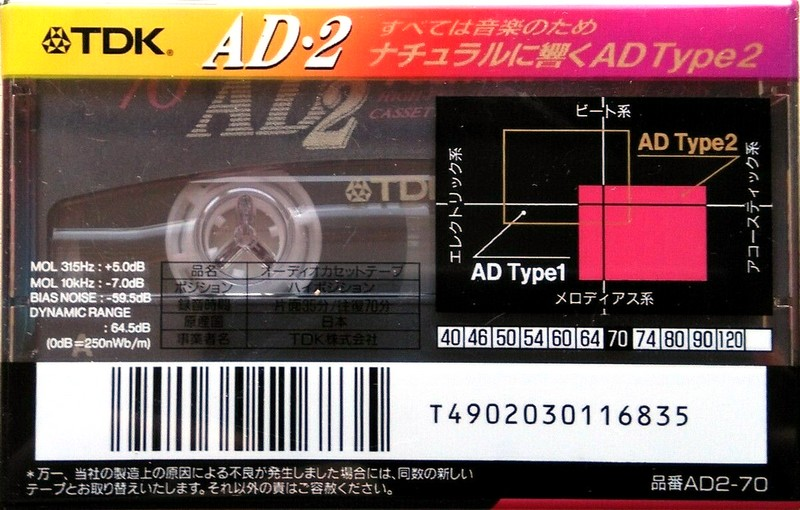 TDK®
AD・2
すべては音楽のため
ナチュラルに響くAD Type2
70
AD2
CASSET
TDK
ビート系
AD Type2
エレクトリック系
アコースティック系
AD Type1
メロディアス系
MOL 315Hz : +5.0dB
MOL 10kHz : -7.0dB
BIAS NOISE : -59.5dB
DYNAMIC RANGE
: 64.5dB
(0dB=250nWb/m)
A
品名 オーディオカセットテープ
ポジション ハイポジション
録音時間 片道35分/往復70分
原産国 日本
事業者名 TDK株式会社
40 46 50 54 60 64 70 74 80 90 120
T4902030116835
*万一、当社の製造上の原因による不良が発生しました場合には、同数の新しい
テープとお取り替えいたします。それ以外の責はご容赦ください。
品番AD2-70